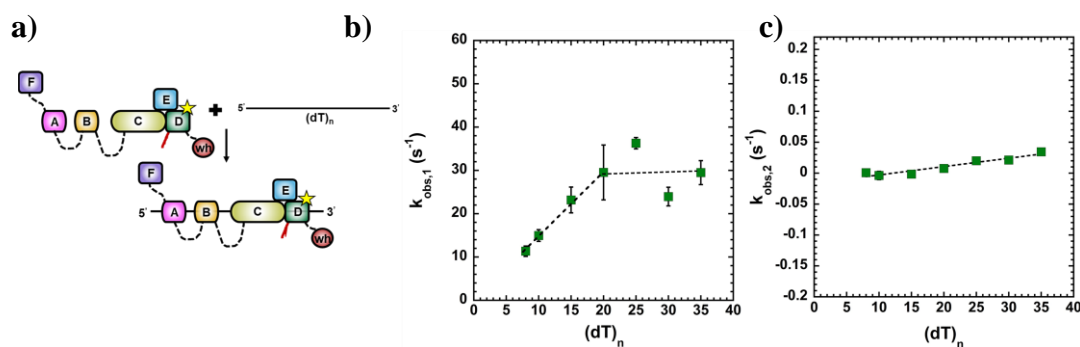 a)
F
A
B
C
E
D
wh
+
5'
3'
(dT)n
F
A
B
C
E
D
5'
3'
wh
b)
kobs,1 (s-1)
60
50
40
30
20
10
0
0 5 10 15 20 25 30 35 40
(dT)n
c)
kobs,2 (s-1)
0.2
0.15
0.1
0.05
0
-0.05
-0.1
-0.15
-0.2
0 5 10 15 20 25 30 35 40
(dT)n